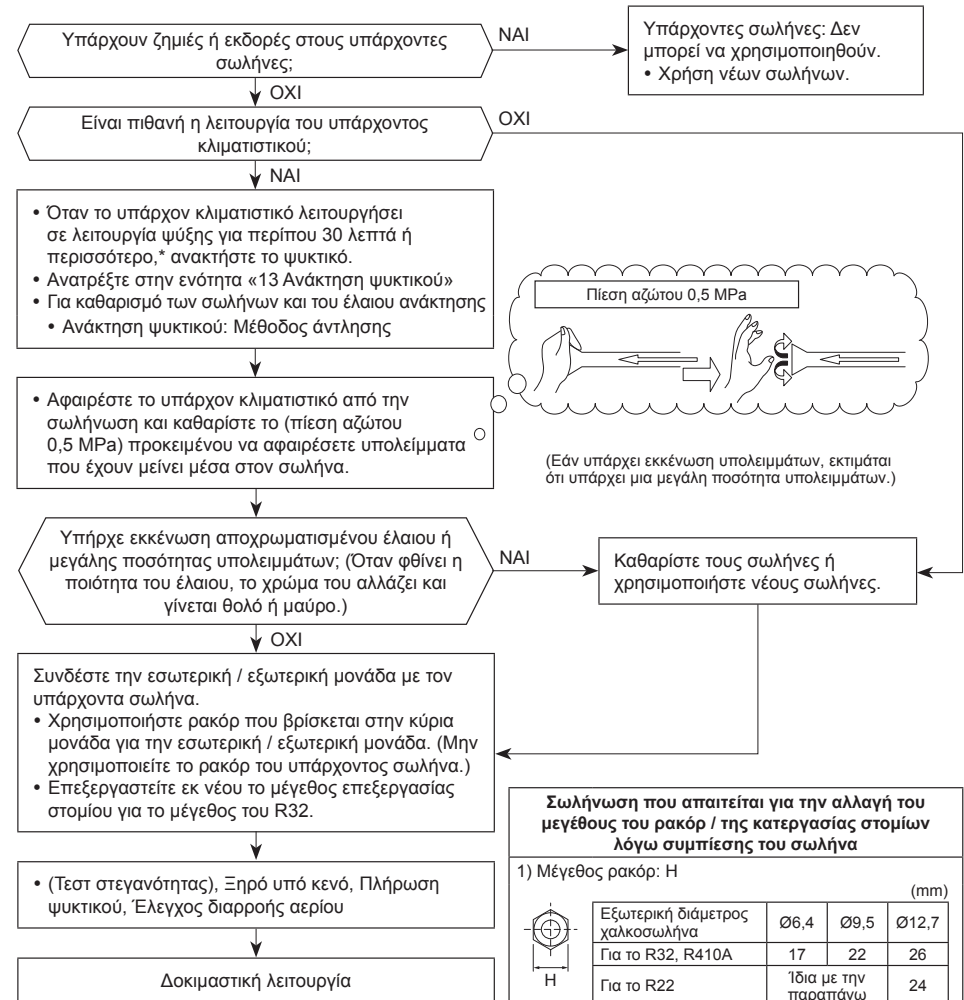 Υπάρχουν ζημιές ή εκδορές στους υπάρχοντες
σωλήνες;
ΝΑΙ
Υπάρχοντες σωλήνες: Δεν
μπορεί να χρησιμοποιηθούν.
• Χρήση νέων σωλήνων.
ΟΧΙ
Είναι πιθανή η λειτουργία του υπάρχοντος
κλιματιστικού;
ΟΧΙ
ΝΑΙ
• Όταν το υπάρχον κλιματιστικό λειτουργήσει
σε λειτουργία ψύξης για περίπου 30 λεπτά ή
περισσότερο,* ανακτήστε το ψυκτικό.
• Ανατρέξτε στην ενότητα «13 Ανάκτηση ψυκτικού»
• Για καθαρισμό των σωλήνων και του έλαιου ανάκτησης
• Ανάκτηση ψυκτικού: Μέθοδος άντλησης
Πίεση αζώτου 0,5 MPa
• Αφαιρέστε το υπάρχον κλιματιστικό από την
σωλήνωση και καθαρίστε το (πίεση αζώτου
0,5 MPa) προκειμένου να αφαιρέσετε υπολείμματα
που έχουν μείνει μέσα στον σωλήνα.
(Εάν υπάρχει εκκένωση υπολειμμάτων, εκτιμάται
ότι υπάρχει μια μεγάλη ποσότητα υπολειμμάτων.)
Υπήρχε εκκένωση αποχρωματισμένου έλαιου ή
μεγάλης ποσότητας υπολειμμάτων; (Όταν φθίνει η
ποιότητα του έλαιου, το χρώμα του αλλάζει και
γίνεται θολό ή μαύρο.)
ΝΑΙ
Καθαρίστε τους σωλήνες ή
χρησιμοποιήστε νέους σωλήνες.
ΟΧΙ
Συνδέστε την εσωτερική / εξωτερική μονάδα με τον
υπάρχοντα σωλήνα.
• Χρησιμοποιήστε ρακόρ που βρίσκεται στην κύρια
μονάδα για την εσωτερική / εξωτερική μονάδα. (Μην
χρησιμοποιείτε το ρακόρ του υπάρχοντος σωλήνα.)
• Επεξεργαστείτε εκ νέου το μέγεθος επεξεργασίας
στομίου για το μέγεθος του R32.
• (Τεστ στεγανότητας), Ξηρό υπό κενό, Πλήρωση
ψυκτικού, Έλεγχος διαρροής αερίου
Δοκιμαστική λειτουργία
Σωλήνωση που απαιτείται για την αλλαγή του
μεγέθους του ρακόρ / της κατεργασίας στομίων
λόγω συμπίεσης του σωλήνα
1) Μέγεθος ρακόρ: H
(mm)
Εξωτερική διάμετρος
χαλκοσωλήνα
Ø6,4 Ø9,5 Ø12,7
Για το R32, R410A 17 22 26
H
Για το R22
Ίδια με την
παραπάνω
24